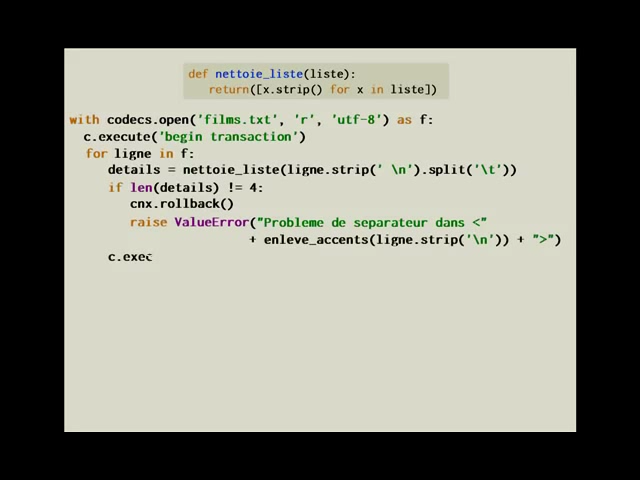 def nettoie_liste(liste):
return([x.strip() for x in liste])
with codecs.open('films.txt', 'r', 'utf-8') as f:
c.execute('begin transaction')
for ligne in f:
details = nettoie_liste(ligne.strip(' \n').split('\t'))
if len(details) != 4:
cnx.rollback()
raise ValueError("Probleme de separateur dans <"
+ enleve_accents(ligne.strip('\n')) + ">")
c.exec